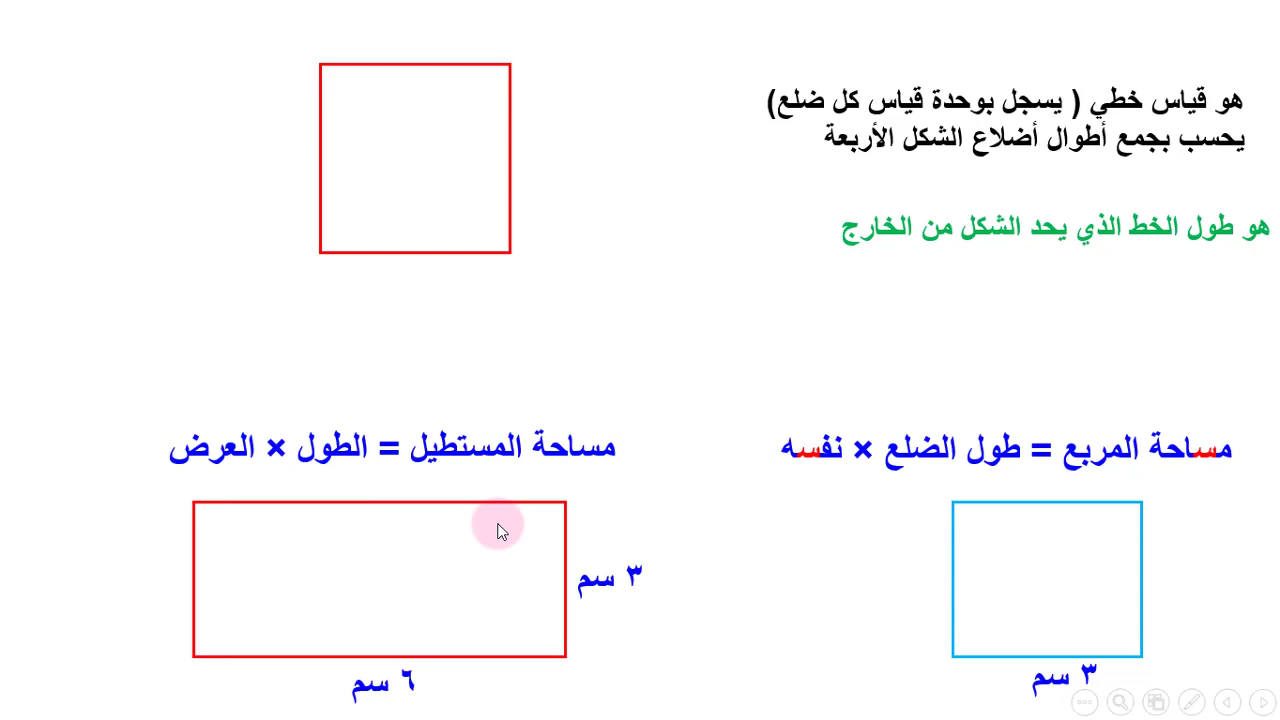 هو قياس خطي ( يسجل بوحدة قياس كل ضلع)
يحسب بجمع أطوال أضلاع الشكل الأربعة
هو طول الخط الذي يحد الشكل من الخارج
مساحة المربع = طول الضلع × نفسه
مساحة المستطيل = الطول × العرض
٣ سم
٣ سم
٦ سم